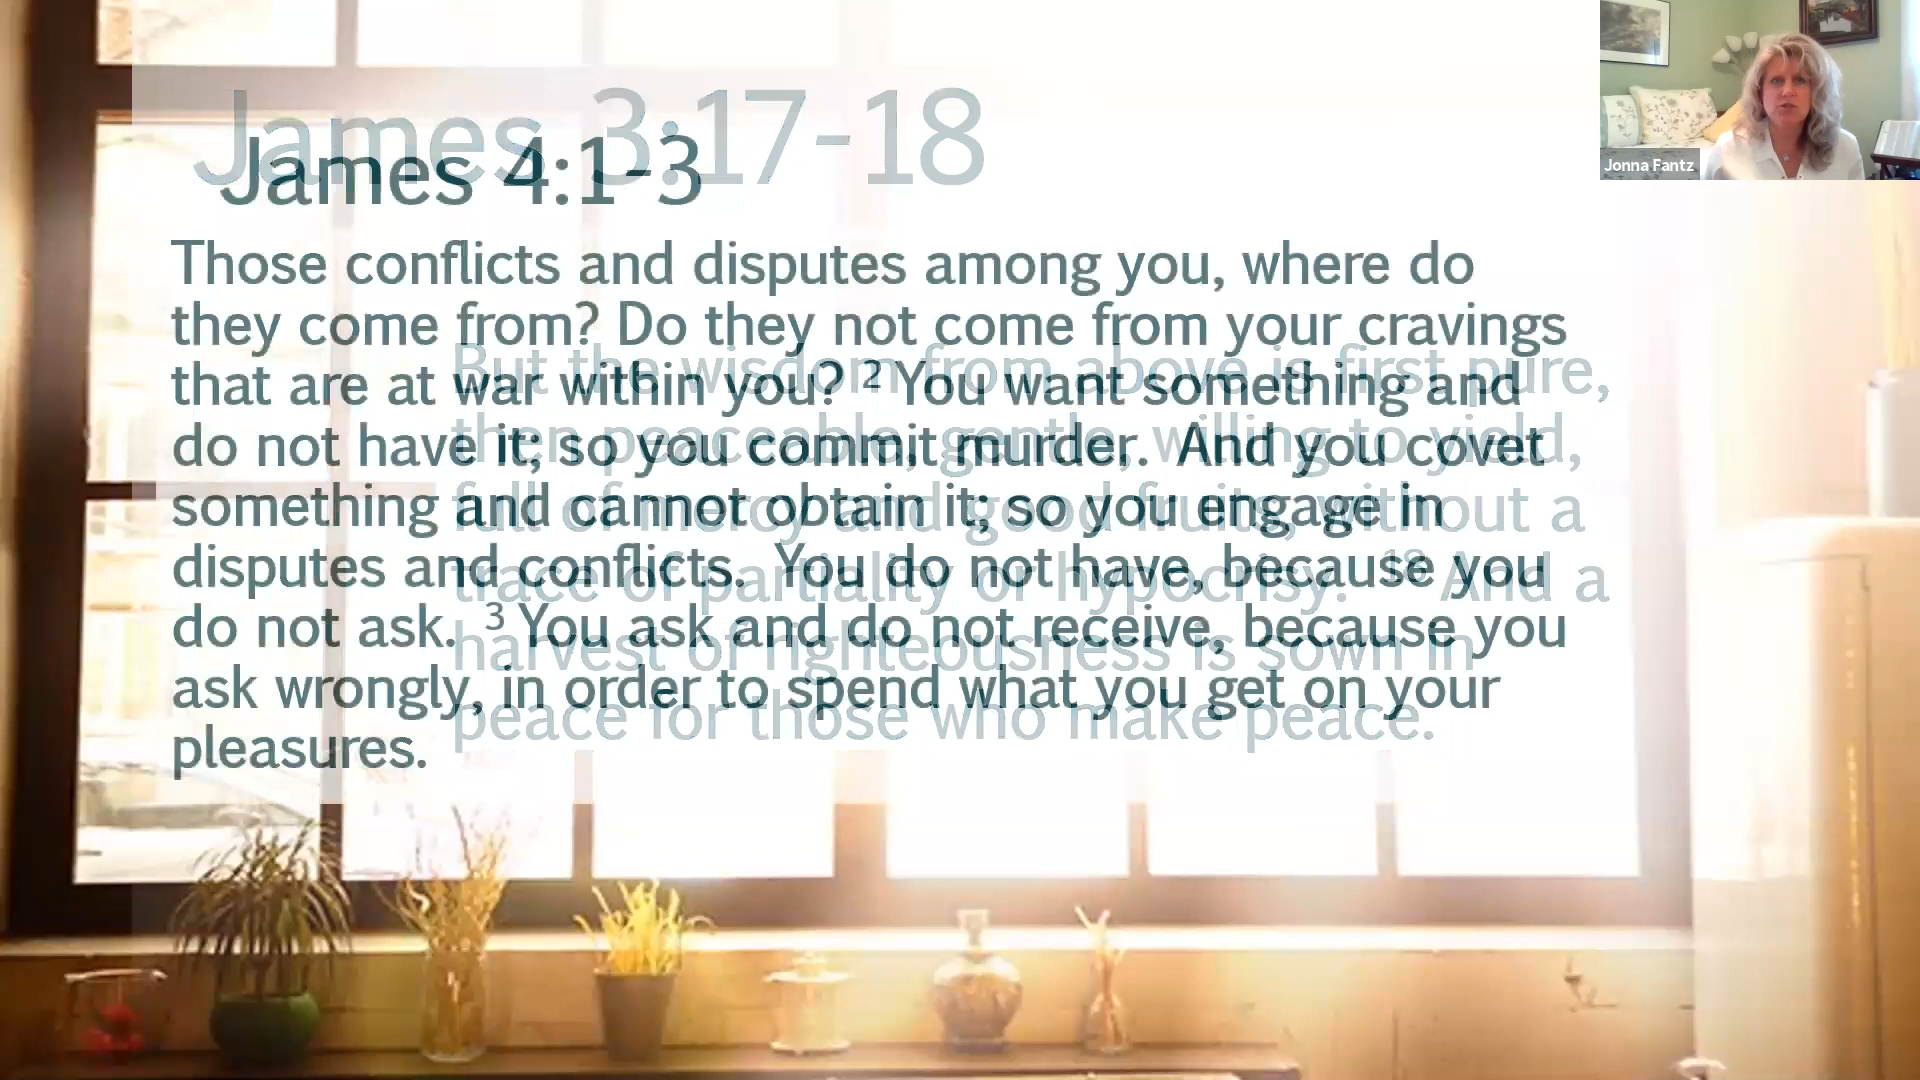 James 3:17-18
But the wisdom from above is first pure,
then peaceable, gentle, willing to yield,
full of mercy and good fruits, without a
trace of partiality or hypocrisy. 18 And a
harvest of righteousness is sown in
peace for those who make peace.
James 4:1-3
Those conflicts and disputes among you, where do
they come from? Do they not come from your cravings
that are at war within you? 2 You want something and
do not have it; so you commit murder. And you covet
something and cannot obtain it; so you engage in
disputes and conflicts. You do not have, because you
do not ask. 3 You ask and do not receive, because you
ask wrongly, in order to spend what you get on your
pleasures.
Jonna Fantz